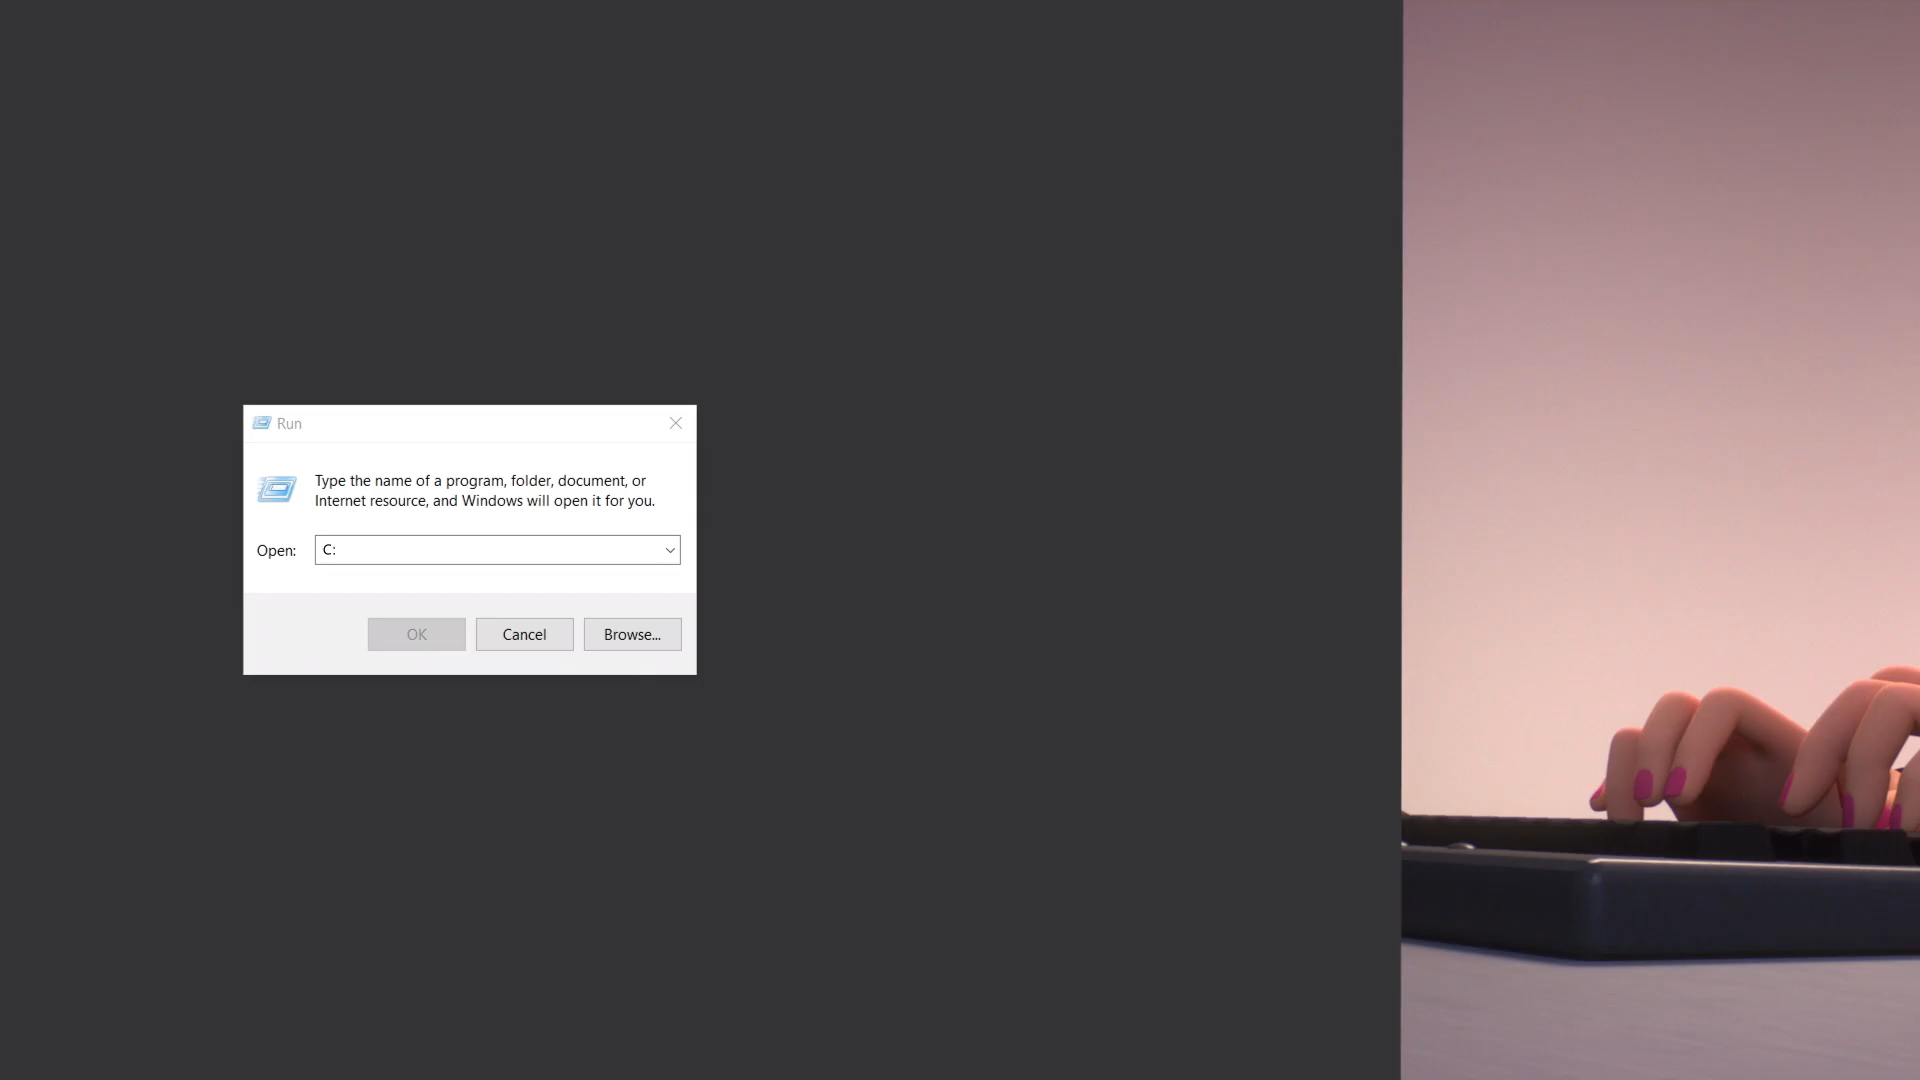 Run
Type the name of a program, folder, document, or
Internet resource, and Windows will open it for you.
Open: C:
OK Cancel Browse...